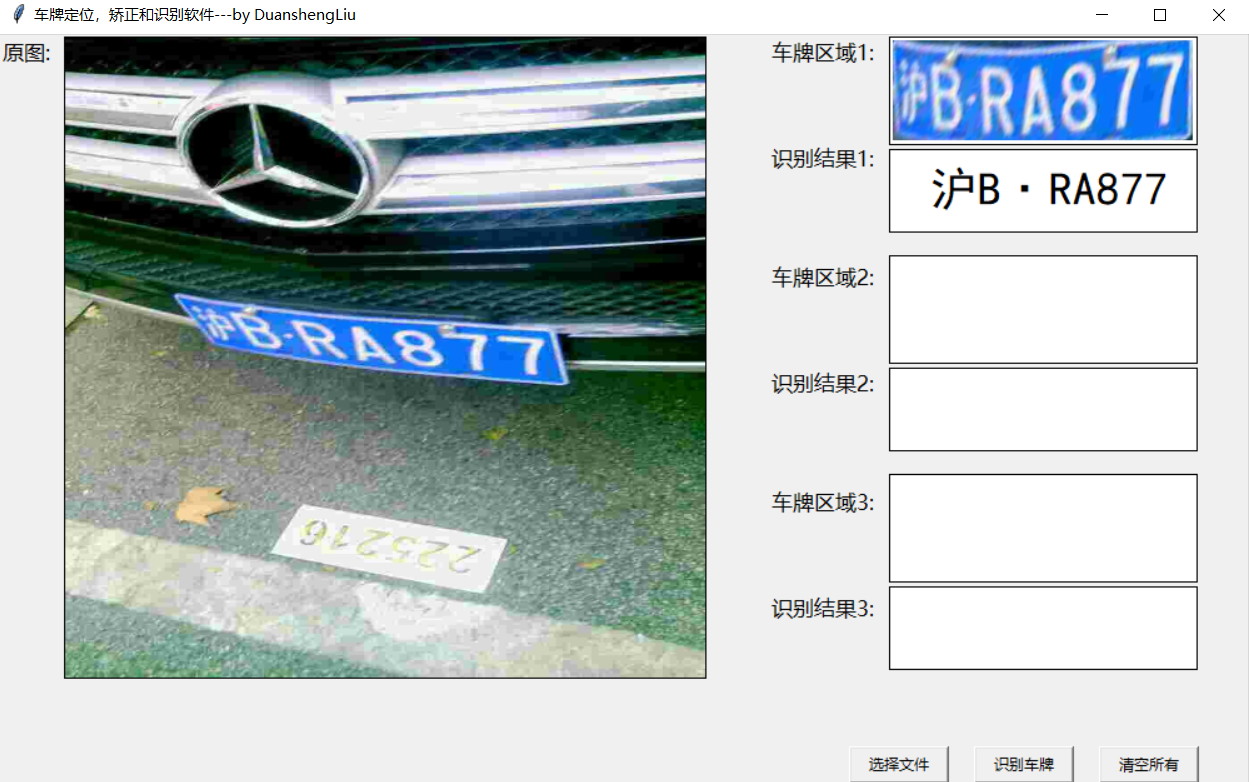 车牌定位，矫正和识别软件---by DuanshengLiu
原图:
沪B·RA877
225216
车牌区域1:
沪B·RA877
识别结果1:
沪B·RA877
车牌区域2:
识别结果2:
车牌区域3:
识别结果3:
选择文件
识别车牌
清空所有